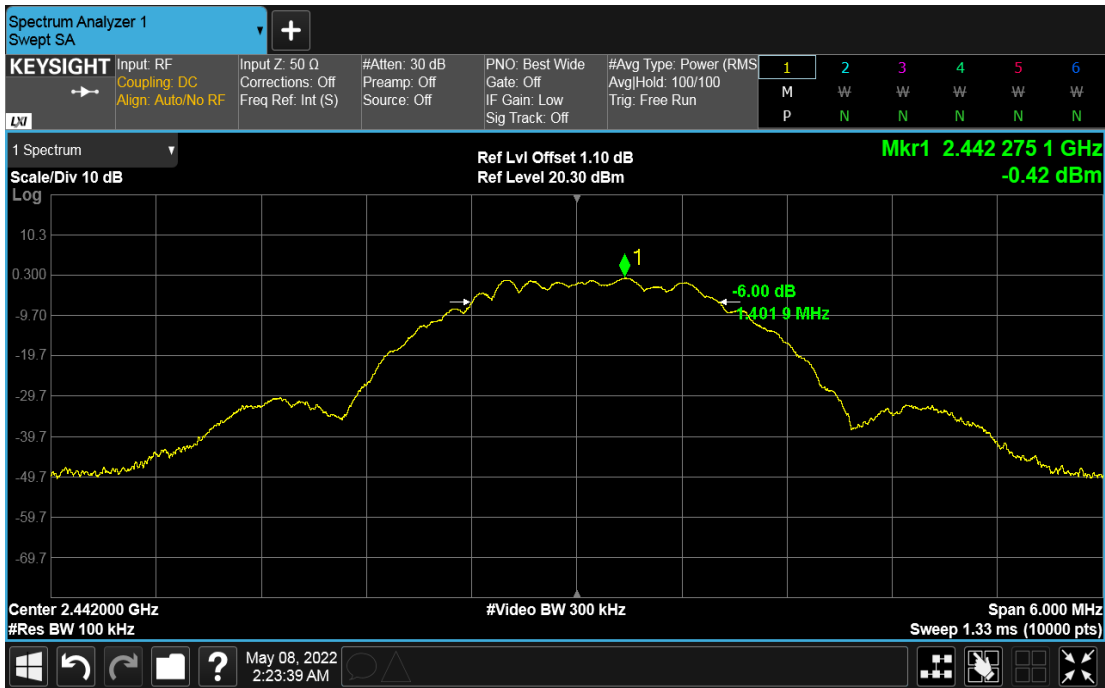 Spectrum Analyzer 1
Swept SA
KEYSIGHT
LXI
Input: RF
Coupling: DC
Align: Auto/No RF
Input Z: 50 Ω
Corrections: Off
Freq Ref: Int (S)
#Atten: 30 dB
Preamp: Off
Source: Off
PNO: Best Wide
Gate: Off
IF Gain: Low
Sig Track: Off
#Avg Type: Power (RMS
Avg|Hold: 100/100
Trig: Free Run
1 2 3 4 5 6
M W W W W W
P N N N N N
1 Spectrum
Scale/Div 10 dB
Log
Ref Lvl Offset 1.10 dB
Ref Level 20.30 dBm
Mkr1 2.442 275 1 GHz
-0.42 dBm
10.3
0.300
-9.70
-19.7
-29.7
-39.7
-49.7
-59.7
-69.7
1
-6.00 dB
1.401 9 MHz
Center 2.442000 GHz
#Res BW 100 kHz
#Video BW 300 kHz
Span 6.000 MHz
Sweep 1.33 ms (10000 pts)
?
May 08, 2022
2:23:39 AM